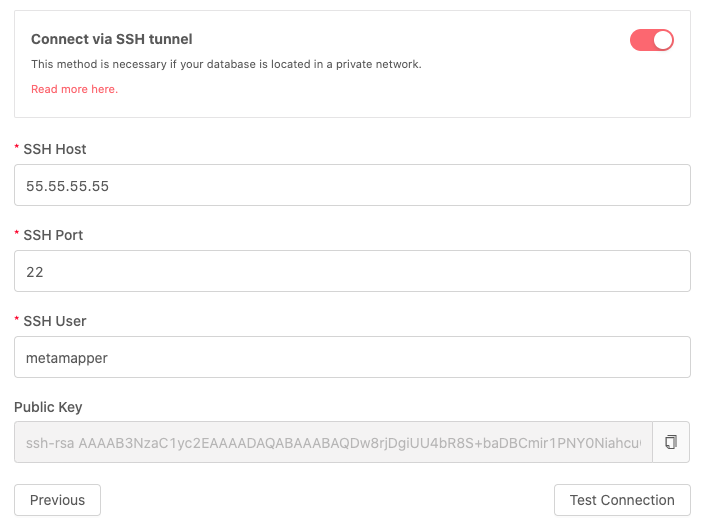 Connect via SSH tunnel
This method is necessary if your database is located in a private network.
Read more here.
* SSH Host
55.55.55.55
* SSH Port
22
* SSH User
metamapper
Public Key
ssh-rsa AAAAB3NzaC1yc2EAAAADAQABAAABAQDw8rjDgiUU4bR8S+baDBCmir1PNY0Niahcu
Previous
Test Connection